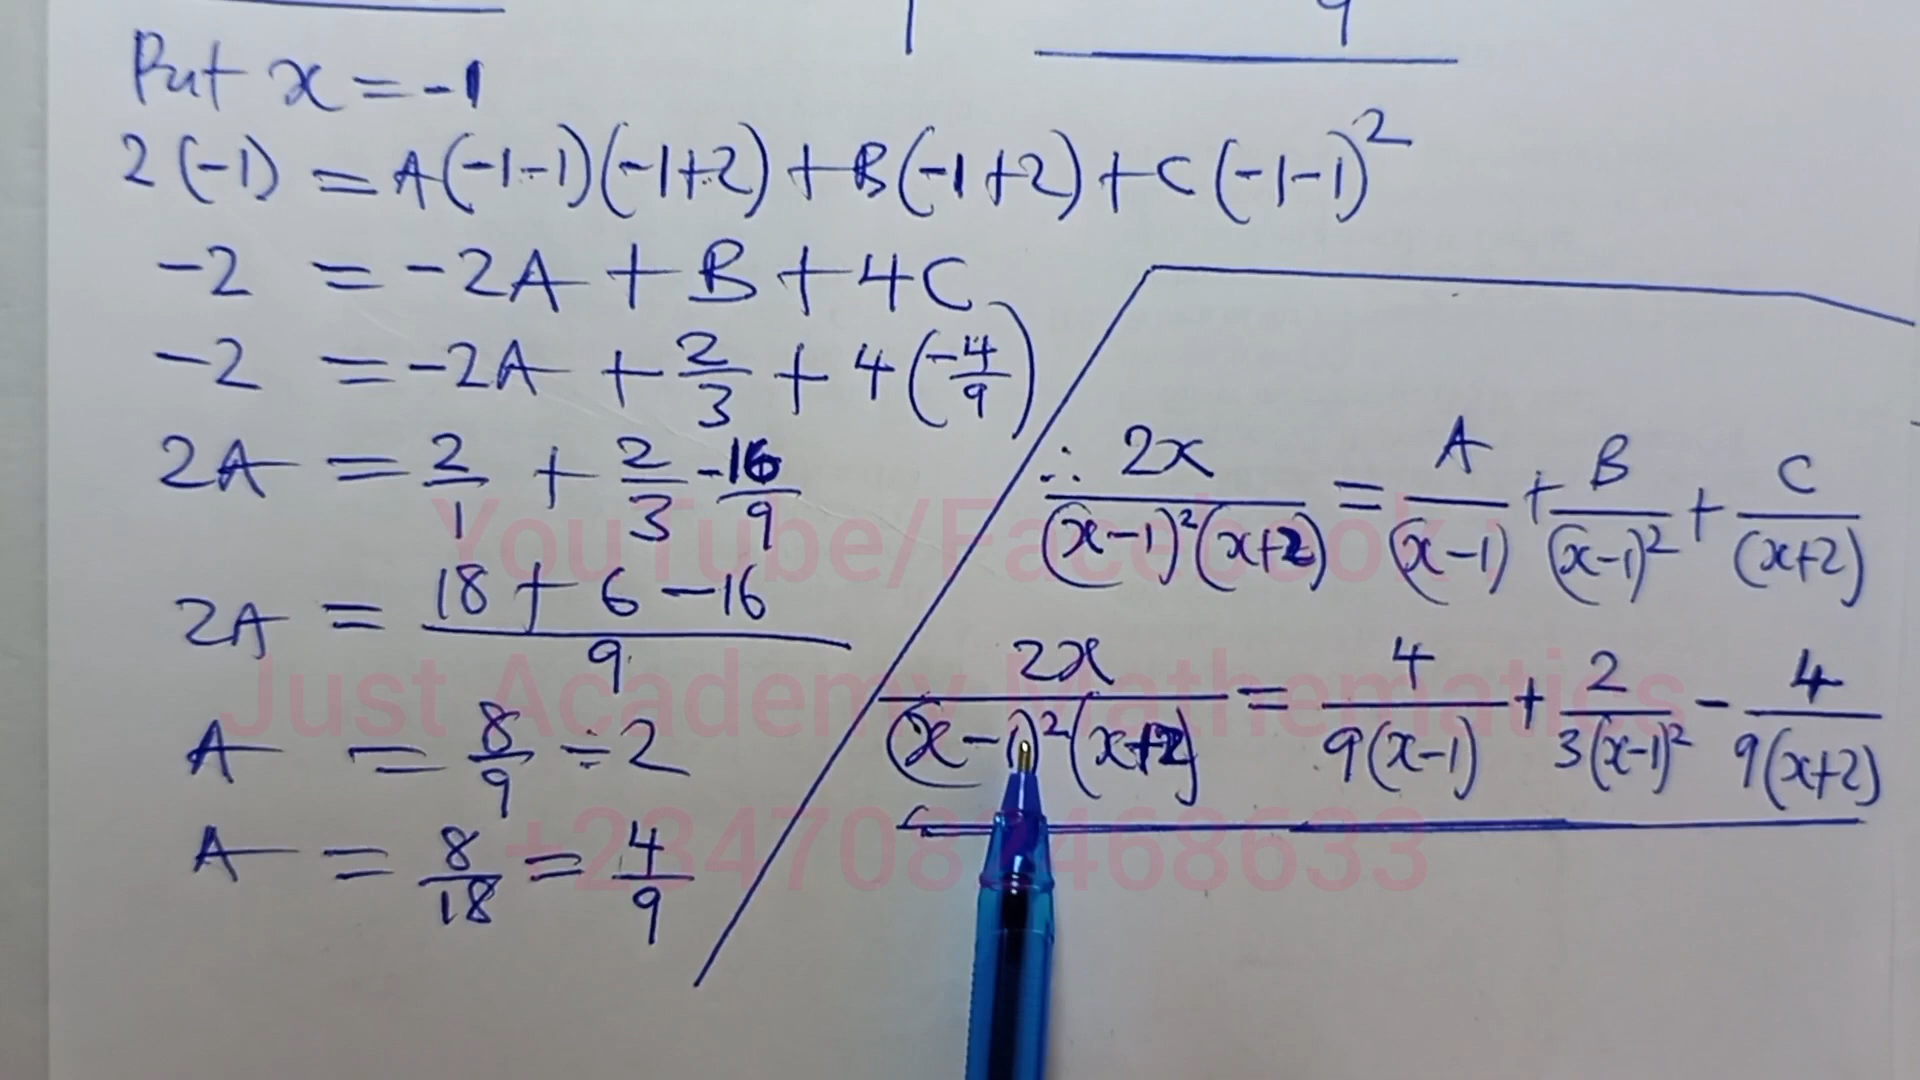 9
Put x = -1
2(-1) = A(-1-1)(-1+2) + B(-1+2) + C(-1-1)²
-2 = -2A + B + 4C
-2 = -2A + 2/3 + 4(-4/9)
2A = 2/1 + 2/3 - 16/9
2A = (18 + 6 - 16)/9
A = 8/9 ÷ 2
A = 8/18 = 4/9
∴ 2x/((x-1)²(x+2)) = A/(x-1) + B/(x-1)² + C/(x+2)
2x/((x-1)²(x+2)) = 4/(9(x-1)) + 2/(3(x-1)²) - 4/(9(x+2))
YouTube/Facebook:
Just Academy Mathematics